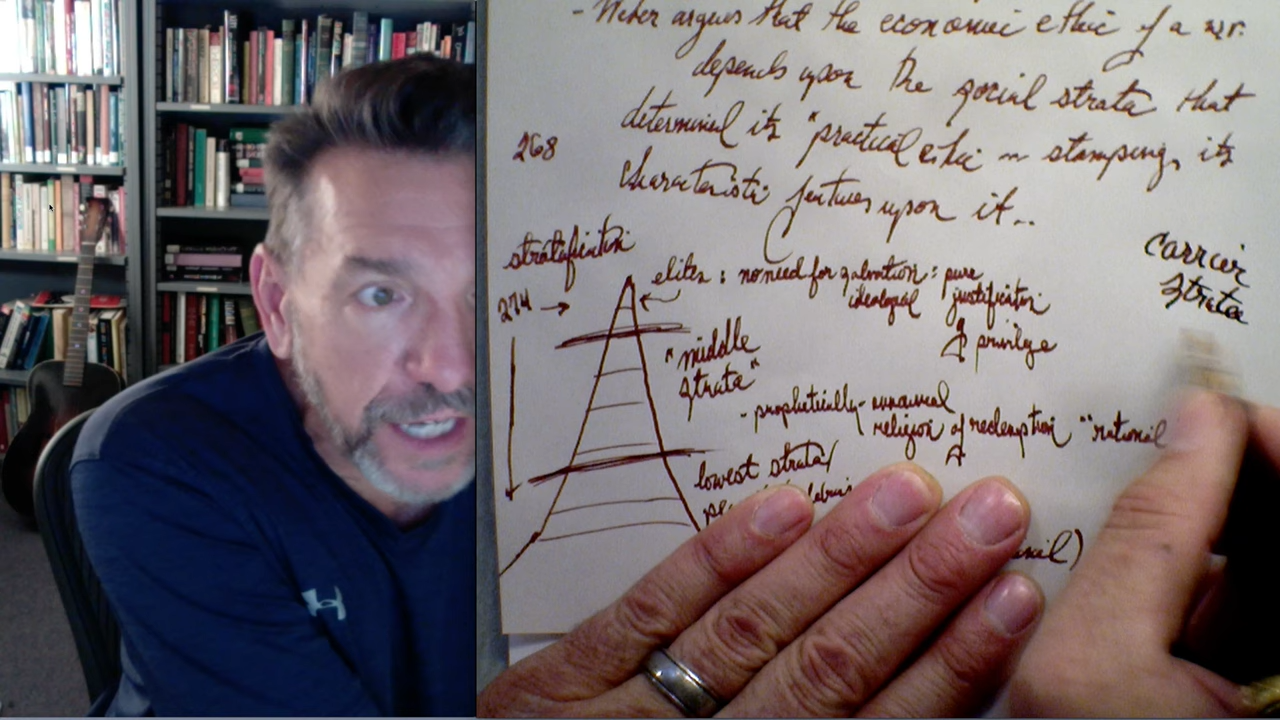 - Weber argues that the economic ethic of a w.r.
depends upon the social strata that
determined its "practical ethic ~ stamping its
268
characteristic features upon it..
stratification
elites: no need for salvation: pure
ideological justification
of privilege
carrier
strata
274 →
"middle
strata"
- prophetically-
religion of redemption "rational
lowest strata/